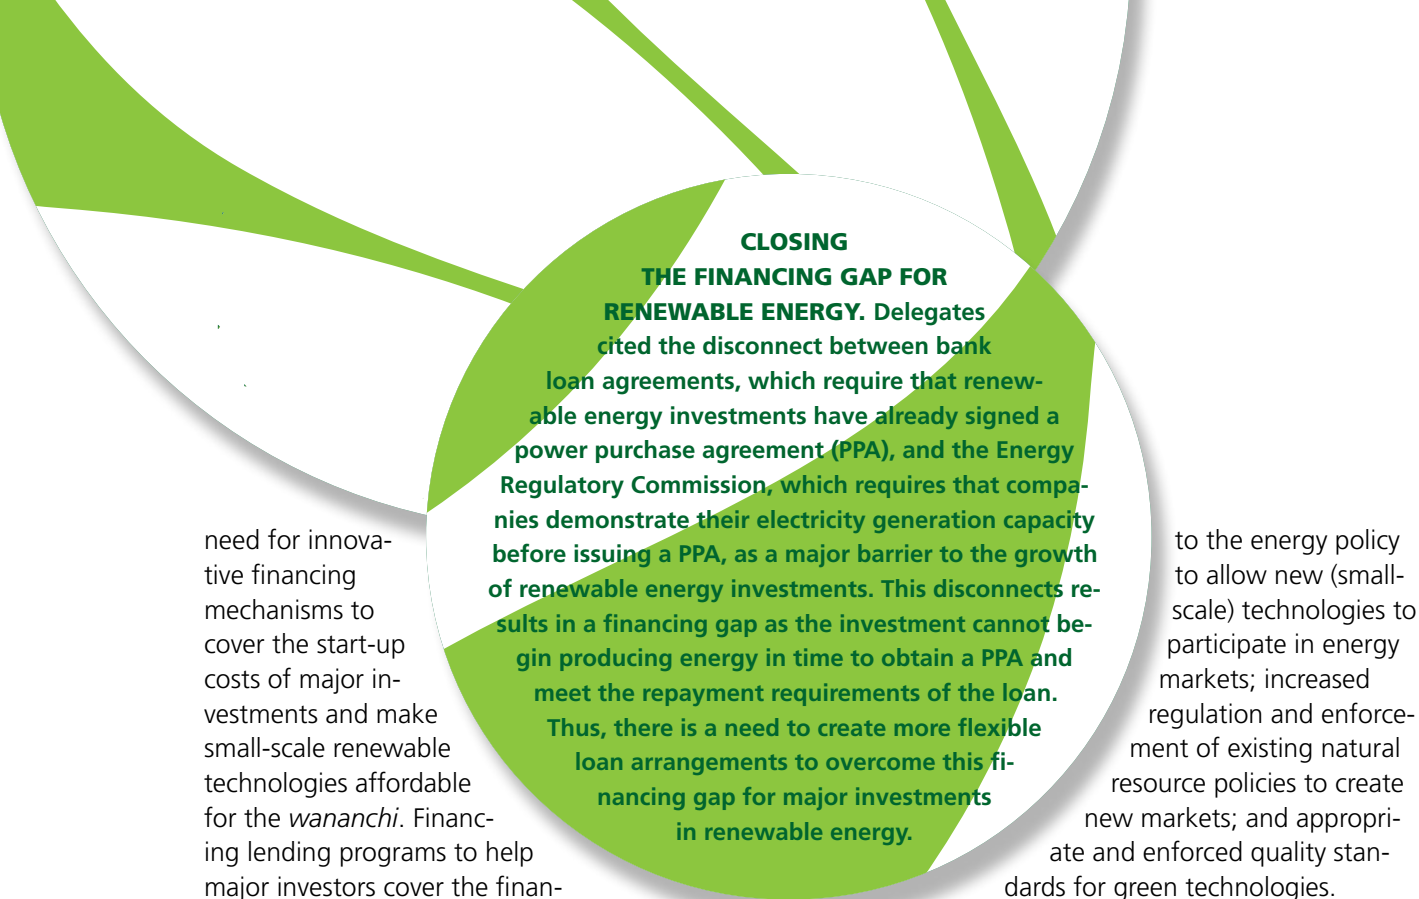 need for innova-
tive financing
mechanisms to
cover the start-up
costs of major in-
vestments and make
small-scale renewable
technologies affordable
for the wananchi. Financ-
ing lending programs to help
major investors cover the finan-
CLOSING
THE FINANCING GAP FOR
RENEWABLE ENERGY. Delegates
cited the disconnect between bank
loan agreements, which require that renew-
able energy investments have already signed a
power purchase agreement (PPA), and the Energy
Regulatory Commission, which requires that compa-
nies demonstrate their electricity generation capacity
before issuing a PPA, as a major barrier to the growth
of renewable energy investments. This disconnects re-
sults in a financing gap as the investment cannot be-
gin producing energy in time to obtain a PPA and
meet the repayment requirements of the loan.
Thus, there is a need to create more flexible
loan arrangements to overcome this fi-
nancing gap for major investments
in renewable energy.
to the energy policy
to allow new (small-
scale) technologies to
participate in energy
markets; increased
regulation and enforce-
ment of existing natural
resource policies to create
new markets; and appropri-
ate and enforced quality stan-
dards for green technologies.